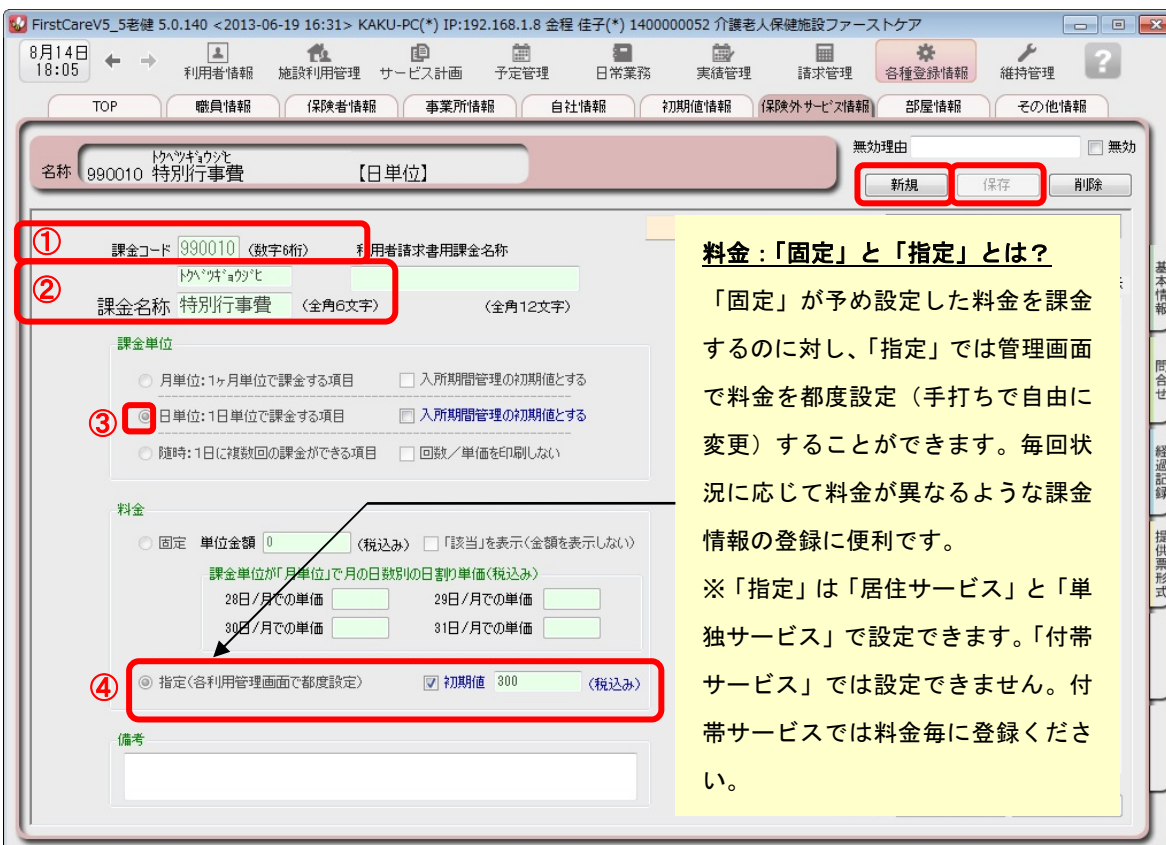 FirstCareV5_5老健 5.0.140 <2013-06-19 16:31> KAKU-PC(*) IP:192.168.1.8 金程 佳子(*) 1400000052 介護老人保健施設ファーストケア
8月14日
18:05
利用者情報 施設利用管理 サービス計画 予定管理 日常業務 実績管理 請求管理 各種登録情報 維持管理
TOP 職員情報 保険者情報 事業所情報 自社情報 初期値情報 保険外サービス情報 部屋情報 その他情報
無効理由 無効
トクベツギョウジヒ
名称 990010 特別行事費 【日単位】
新規 保存 削除
① 課金コード 990010 (数字6桁) 利用者請求書用課金名称
② トクベツギョウジヒ
課金名称 特別行事費 (全角6文字) (全角12文字)
課金単位
月単位:1ヶ月単位で課金する項目 入所期間管理の初期値とする
③ 日単位:1日単位で課金する項目 入所期間管理の初期値とする
随時:1日に複数回の課金ができる項目 回数/単価を印刷しない
料金
固定 単位金額 0 (税込み) 「該当」を表示(金額を表示しない)
課金単位が「月単位」で月の日数別の日割り単価(税込み)
28日/月での単価 29日/月での単価
30日/月での単価 31日/月での単価
④ 指定(各利用管理画面で都度設定) 初期値 300 (税込み)
備考
料金:「固定」と「指定」とは?
「固定」が予め設定した料金を課金
するのに対し、「指定」では管理画面
で料金を都度設定(手打ちで自由に
変更)することができます。毎回状
況に応じて料金が異なるような課金
情報の登録に便利です。
※「指定」は「居住サービス」と「単
独サービス」で設定できます。「付帯
サービス」では設定できません。付
帯サービスでは料金毎に登録くださ
い。
基本情報
問合せ
経過記録
提供票形式